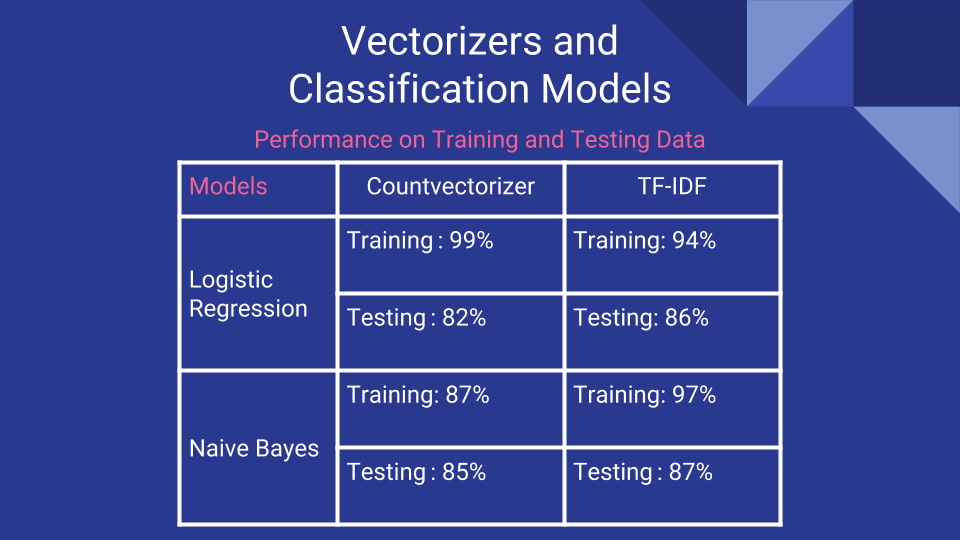 Vectorizers and
Classification Models
Performance on Training and Testing Data
Models Countvectorizer TF-IDF
Logistic
Regression
Training : 99% Training: 94%
Testing : 82% Testing: 86%
Naive Bayes
Training: 87% Training: 97%
Testing : 85% Testing : 87%